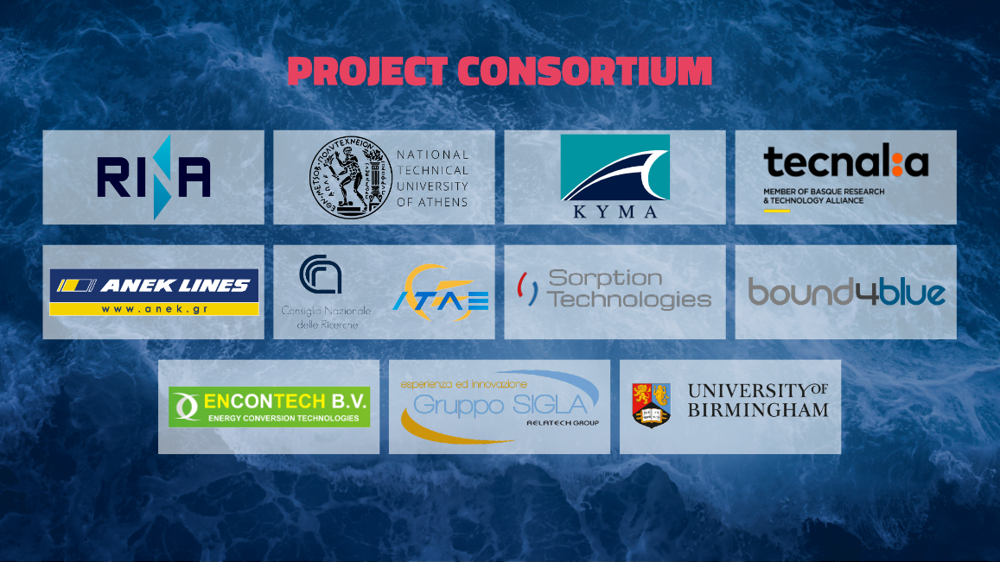 PROJECT CONSORTIUM
RINA
ΕΘΝ·ΜΕΤΣΟΒ·ΠΟΛΥΤΕΧΝΕΙΟΝ
NATIONAL
TECHNICAL
UNIVERSITY
OF ATHENS
KYMA
tecnal:a
MEMBER OF BASQUE RESEARCH
& TECHNOLOGY ALLIANCE
ANEK LINES
www.anek.gr
Consiglio Nazionale
delle Ricerche
ITAE
Sorption
Technologies
bound4blue
ENCONTECH B.V.
ENERGY CONVERSION TECHNOLOGIES
esperienza ed innovazione
Gruppo SIGLA
RELATECH GROUP
UNIVERSITY OF
BIRMINGHAM